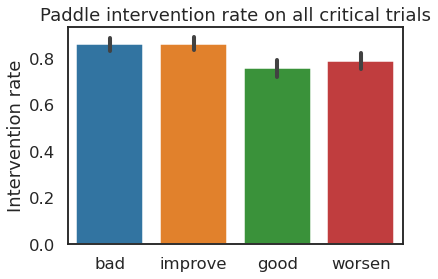 Paddle intervention rate on all critical trials
Intervention rate
0.8
0.6
0.4
0.2
0.0
bad improve good worsen